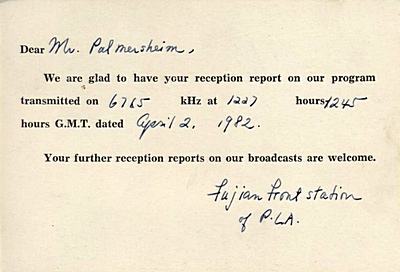 Dear Mr. Palmersheim,
We are glad to have your reception report on our program
transmitted on 6765 kHz at 1227 hours 1245
hours G.M.T. dated April 2, 1982.
Your further reception reports on our broadcasts are welcome.
Fujian Front station
of P.L.A.